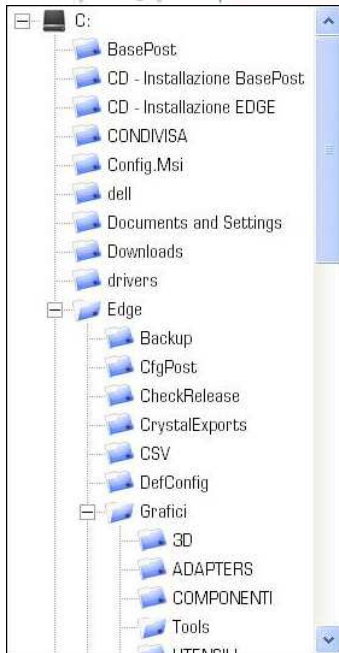 C:
BasePost
CD - Installazione BasePost
CD - Installazione EDGE
CONDIVISA
Config.Msi
dell
Documents and Settings
Downloads
drivers
Edge
Backup
CfgPost
CheckRelease
CrystalExports
CSV
DefConfig
Grafici
3D
ADAPTERS
COMPONENTI
Tools
UTENSILI